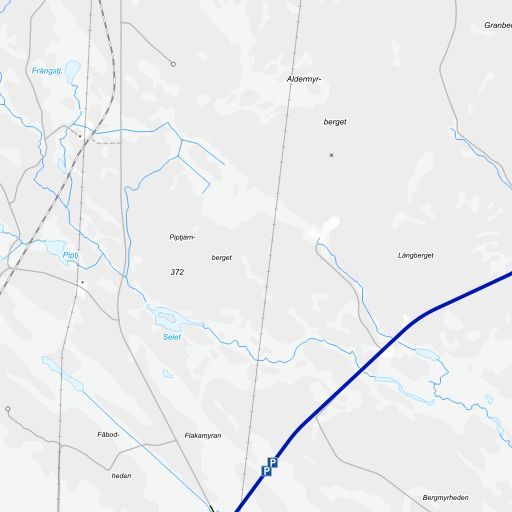 Granbe
Frängstj.
Aldermyr-
berget
Piptjärn-
berget
372
Piptj.
Långberget
Selet
Fäbod-
heden
Flakamyran
P
P
Bergmyrheden